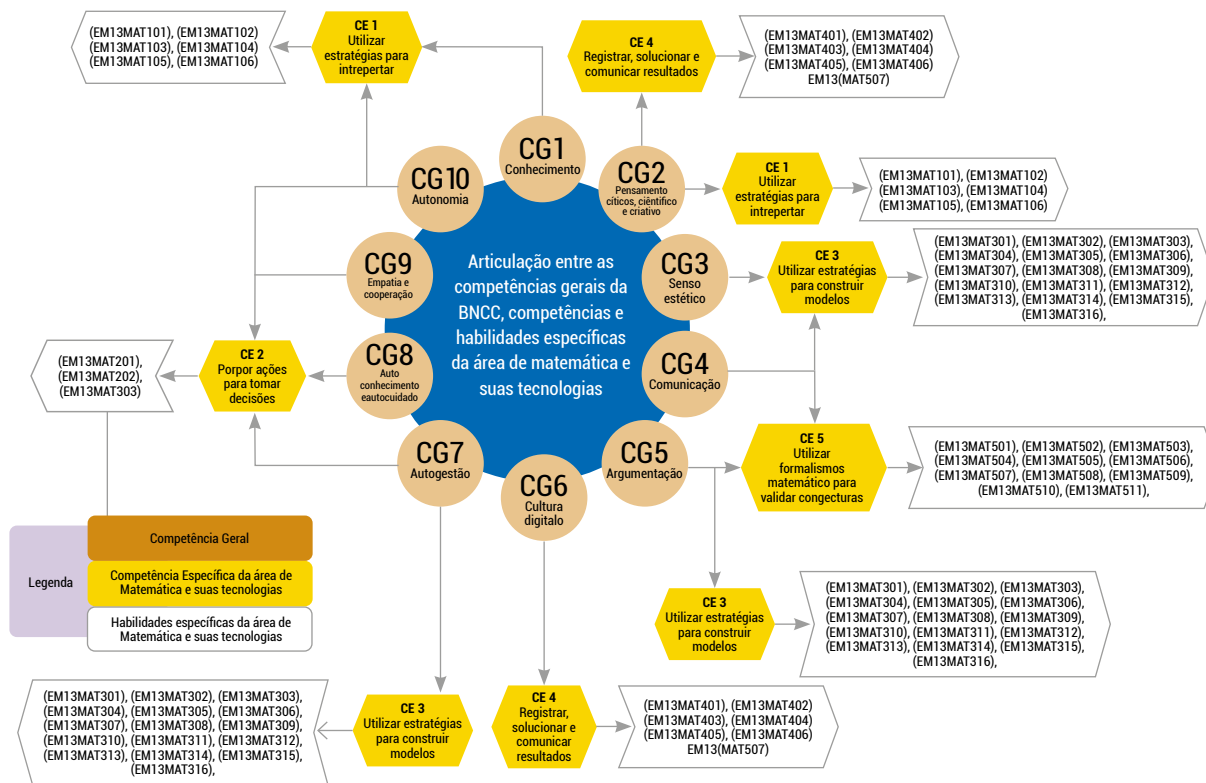 (EM13MAT101), (EM13MAT102)
(EM13MAT103), (EM13MAT104)
(EM13MAT105), (EM13MAT106)
CE 1
Utilizar
estratégias para
intrepertar
CE 4
Registrar, solucionar e
comunicar resultados
(EM13MAT401), (EM13MAT402)
(EM13MAT403), (EM13MAT404)
(EM13MAT405), (EM13MAT406)
EM13(MAT507)
CG1
Conhecimento
CG2
Pensamento
cíticos, ciêntifico
e criativo
CE 1
Utilizar
estratégias para
intrepertar
(EM13MAT101), (EM13MAT102)
(EM13MAT103), (EM13MAT104)
(EM13MAT105), (EM13MAT106)
CG10
Autonomia
CG3
Senso
estético
CE 3
Utilizar estratégias
para construir
modelos
(EM13MAT301), (EM13MAT302), (EM13MAT303),
(EM13MAT304), (EM13MAT305), (EM13MAT306),
(EM13MAT307), (EM13MAT308), (EM13MAT309),
(EM13MAT310), (EM13MAT311), (EM13MAT312),
(EM13MAT313), (EM13MAT314), (EM13MAT315),
(EM13MAT316),
CG9
Empatia e
cooperação
Articulação entre as
competências gerais da
BNCC, competências e
habilidades específicas
da área de matemática e
suas tecnologias
CG4
Comunicação
(EM13MAT201),
(EM13MAT202),
(EM13MAT303)
CE 2
Porpor ações
para tomar
decisões
CG8
Auto
conhecimento
eautocuidado
CG7
Autogestão
CG6
Cultura
digitalo
CG5
Argumentação
CE 5
Utilizar
formalismos
matemático para
validar congecturas
(EM13MAT501), (EM13MAT502), (EM13MAT503),
(EM13MAT504), (EM13MAT505), (EM13MAT506),
(EM13MAT507), (EM13MAT508), (EM13MAT509),
(EM13MAT510), (EM13MAT511),
Legenda
Competência Geral
Competência Específica da área de
Matemática e suas tecnologias
Habilidades específicas da área de
Matemática e suas tecnologias
CE 3
Utilizar estratégias
para construir
modelos
(EM13MAT301), (EM13MAT302), (EM13MAT303),
(EM13MAT304), (EM13MAT305), (EM13MAT306),
(EM13MAT307), (EM13MAT308), (EM13MAT309),
(EM13MAT310), (EM13MAT311), (EM13MAT312),
(EM13MAT313), (EM13MAT314), (EM13MAT315),
(EM13MAT316),
(EM13MAT301), (EM13MAT302), (EM13MAT303),
(EM13MAT304), (EM13MAT305), (EM13MAT306),
(EM13MAT307), (EM13MAT308), (EM13MAT309),
(EM13MAT310), (EM13MAT311), (EM13MAT312),
(EM13MAT313), (EM13MAT314), (EM13MAT315),
(EM13MAT316),
CE 3
Utilizar estratégias
para construir
modelos
CE 4
Registrar,
solucionar e
comunicar
resultados
(EM13MAT401), (EM13MAT402)
(EM13MAT403), (EM13MAT404)
(EM13MAT405), (EM13MAT406)
EM13(MAT507)